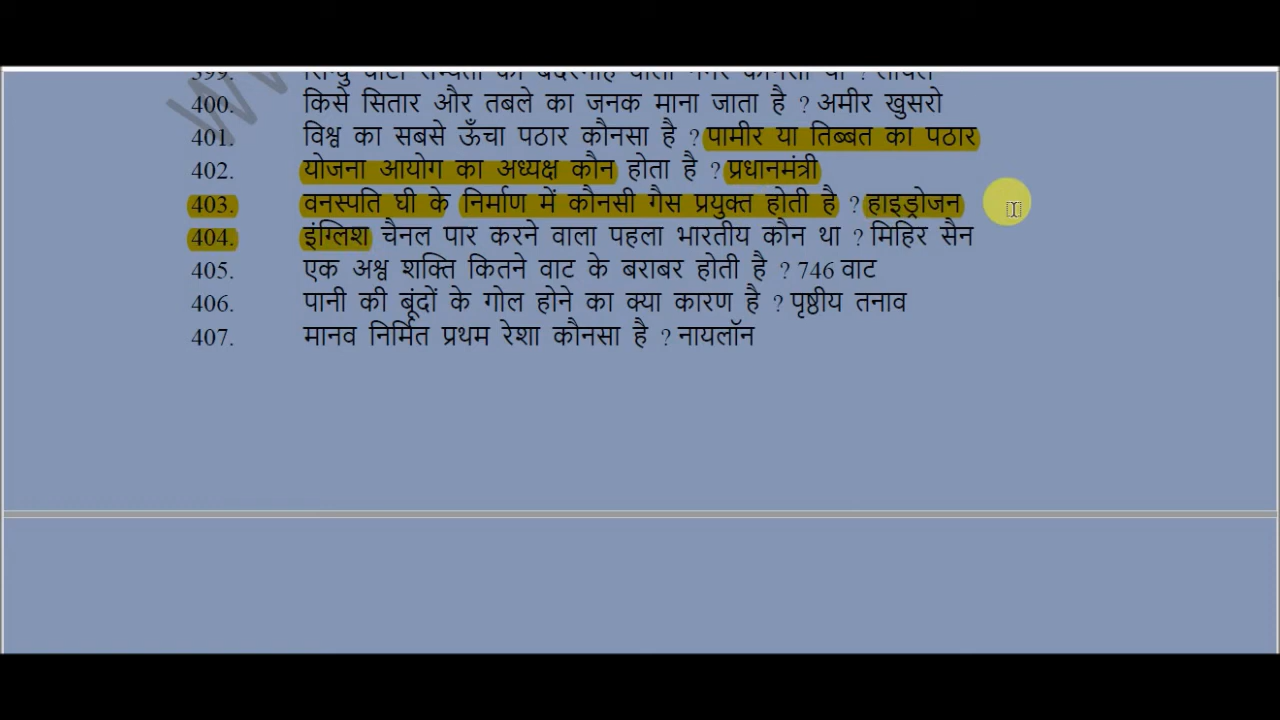 400. किसे सितार और तबले का जनक माना जाता है ? अमीर खुसरो
401. विश्व का सबसे ऊँचा पठार कौनसा है ? पामीर या तिब्बत का पठार
402. योजना आयोग का अध्यक्ष कौन होता है ? प्रधानमंत्री
403. वनस्पति घी के निर्माण में कौनसी गैस प्रयुक्त होती है ? हाइड्रोजन
404. इंग्लिश चैनल पार करने वाला पहला भारतीय कौन था ? मिहिर सैन
405. एक अश्व शक्ति कितने वाट के बराबर होती है ? 746 वाट
406. पानी की बूंदों के गोल होने का क्या कारण है ? पृष्ठीय तनाव
407. मानव निर्मित प्रथम रेशा कौनसा है ? नायलॉन